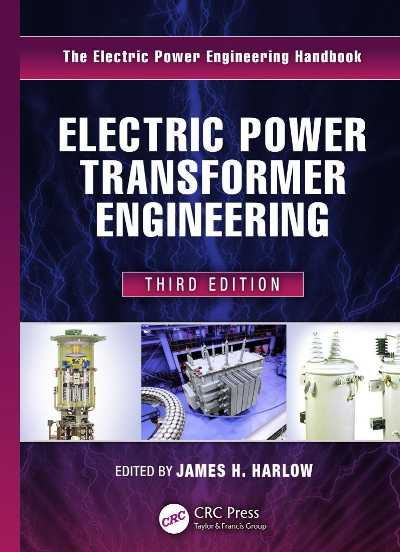 The Electric Power Engineering Handbook
ELECTRIC POWER
TRANSFORMER
ENGINEERING
THIRD EDITION
EDITED BY JAMES H. HARLOW
CRC
CRC Press
Taylor & Francis Group